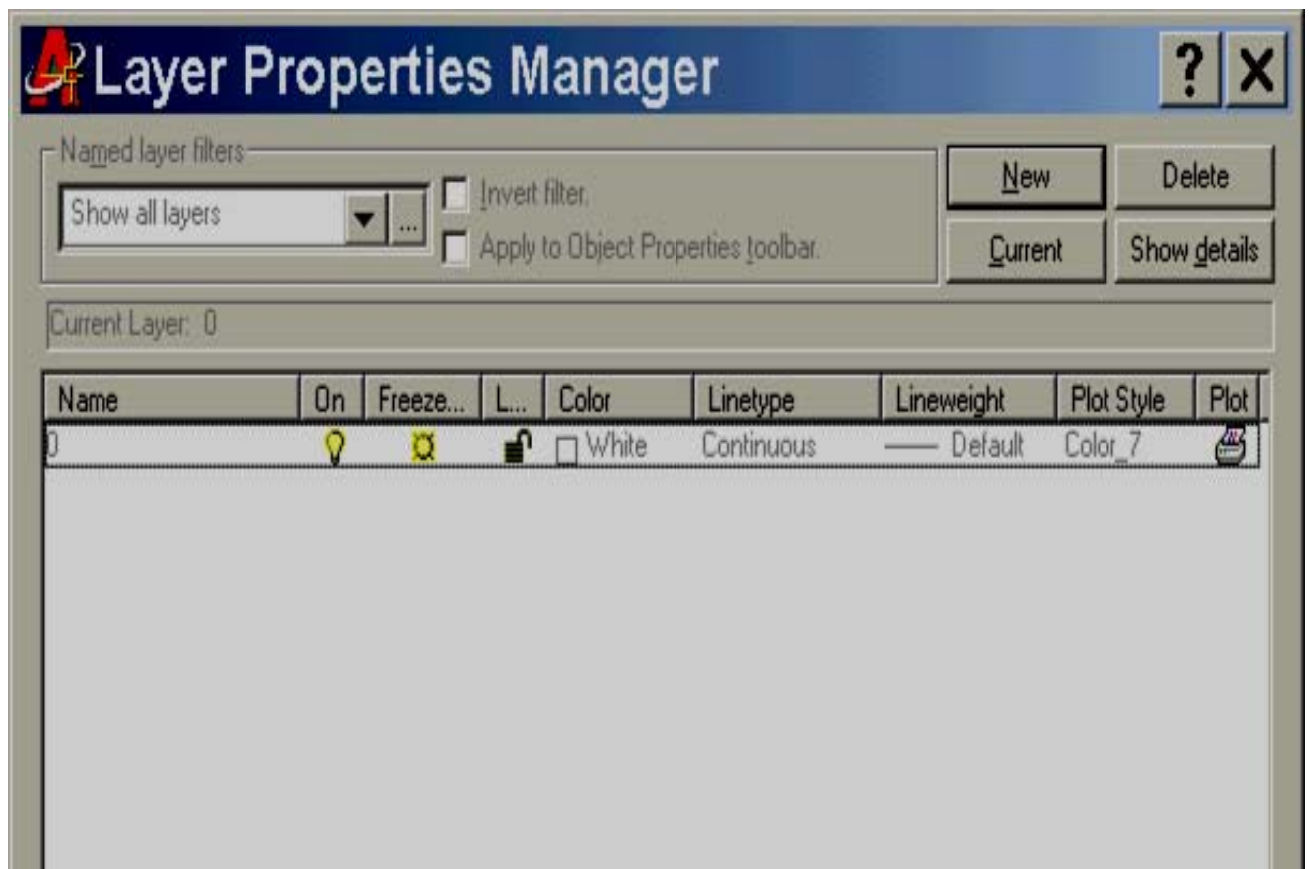 Layer Properties Manager
?
X
Named layer filters
New
Delete
Show all layers
...
Invert filter.
Apply to Object Properties toolbar.
Current
Show details
Current Layer: 0
Name On Freeze... L... Color Linetype Lineweight Plot Style Plot
0 White Continuous Default Color_7